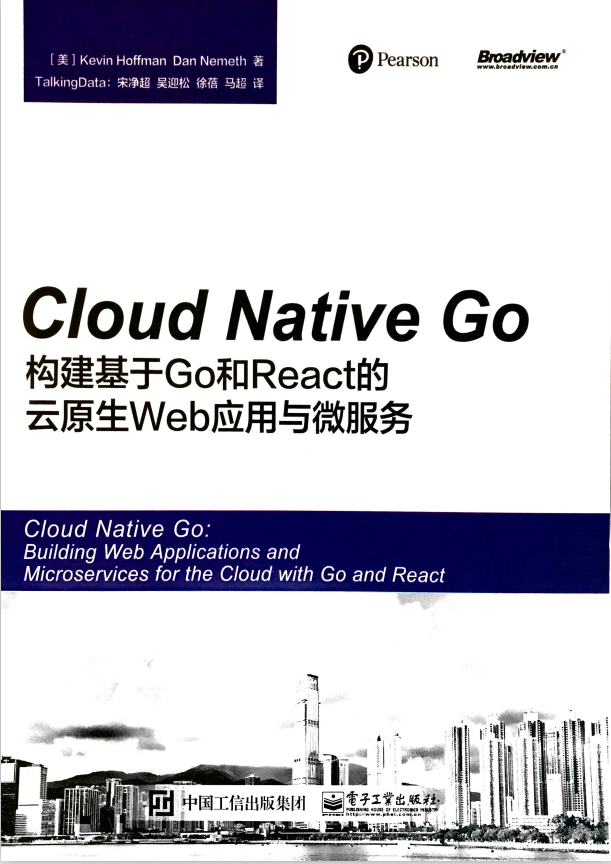 [美] Kevin Hoffman Dan Nemeth 著
TalkingData：宋净超 吴迎松 徐蓓 马超 译
Pearson
Broadview®
www.broadview.com.cn
Cloud Native Go
构建基于Go和React的
云原生Web应用与微服务
Cloud Native Go:
Building Web Applications and
Microservices for the Cloud with Go and React
中国工信出版集团
電子工業出版社·
PUBLISHING HOUSE OF ELECTRONICS INDUSTRY
http://www.phei.com.cn